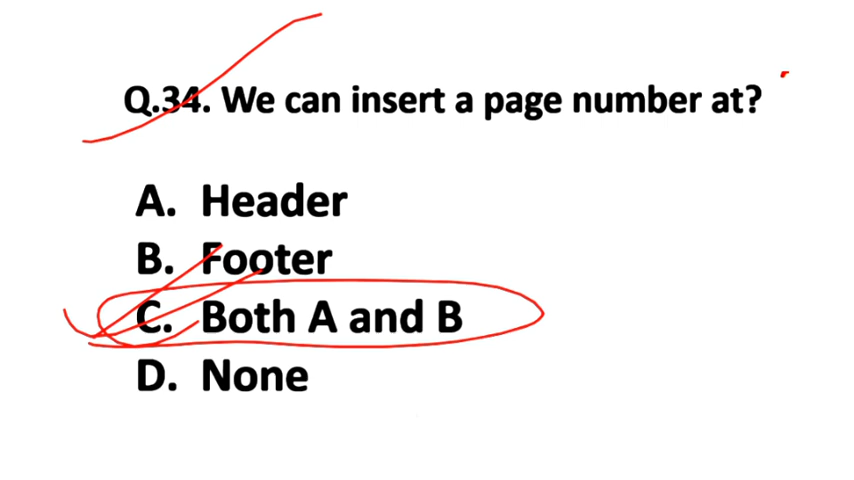 Q.34. We can insert a page number at?
A. Header
B. Footer
C. Both A and B
D. None